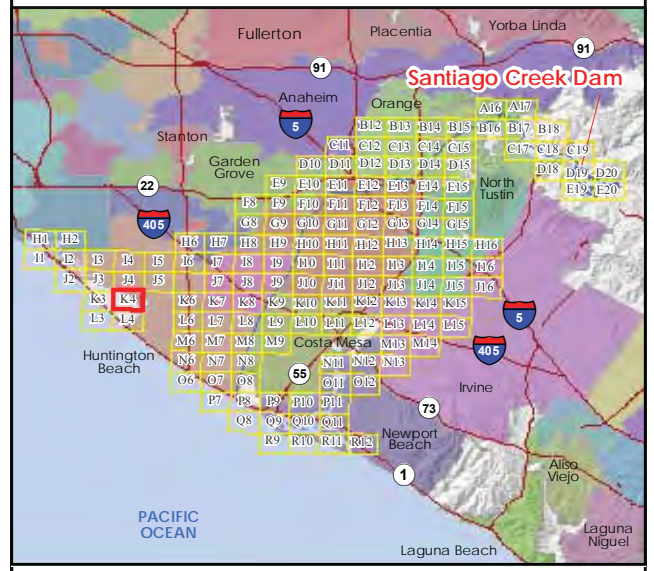 Fullerton
Placentia
Yorba Linda
91
91
Santiago Creek Dam
Anaheim
Orange
A16 A17
5
B12 B13 B14 B15 B16 B17 B18
Stanton
C11 C12 C13 C14 C15 C17 C18 C19
Garden
Grove
D10 D11 D12 D13 D14 D15 D18 D19 D20
E9 E10 E11 E12 E13 E14 E15 E19 E20
North
Tustin
22
F8 F9 F10 F11 F12 F13 F14 F15
405
G8 G9 G10 G11 G12 G13 G14 G15
H1 H2 H6 H7 H8 H9 H10 H11 H12 H13 H14 H15 H16
I1 I2 I3 I4 I5 I6 I7 I8 I9 I10 I11 I12 I13 I14 I15 I16
J2 J3 J4 J5 J7 J8 J9 J10 J11 J12 J13 J14 J15 J16
K3 K4 K6 K7 K8 K9 K10 K11 K12 K13 K14 K15
5
L3 L4 L6 L7 L8 L9 L10 L11 L12 L13 L14 L15
M6 M7 M8 M9 Costa Mesa M13 M14
405
Huntington
Beach
N6 N7 N8 N11 N12 N13
55
O6 O7 O8 O11 O12
Irvine
P7 P8 P9 P10 P11
73
Q8 Q9 Q10 Q11
Newport
Beach
R9 R10 R11 R12
1
Aliso
Viejo
PACIFIC
OCEAN
Laguna
Niguel
Laguna Beach